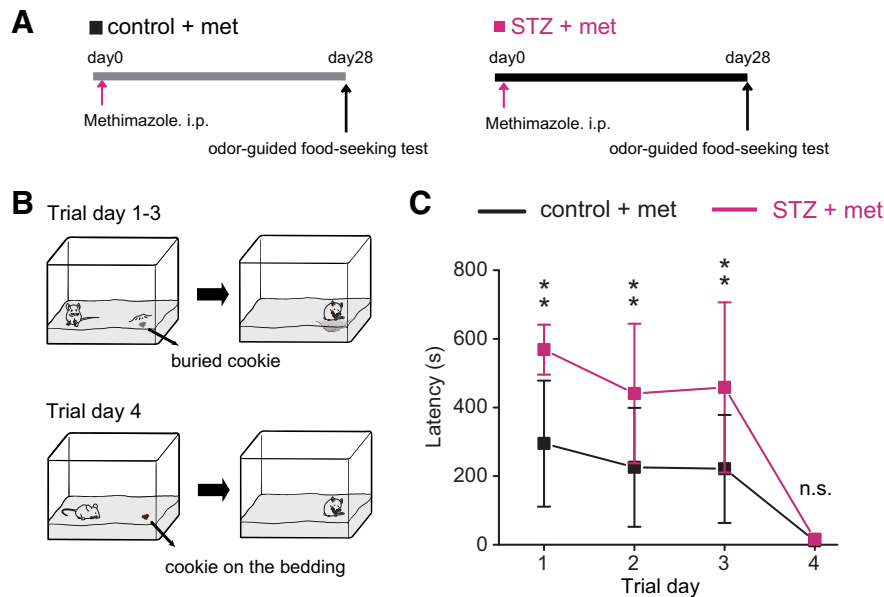 A
control + met
day0
day28
Methimazole. i.p.
odor-guided food-seeking test
STZ + met
day0
day28
Methimazole. i.p.
odor-guided food-seeking test
B
Trial day 1-3
buried cookie
Trial day 4
cookie on the bedding
C
control + met
STZ + met
Latency (s)
800
600
400
200
0
**
**
**
n.s.
1
2
3
4
Trial day